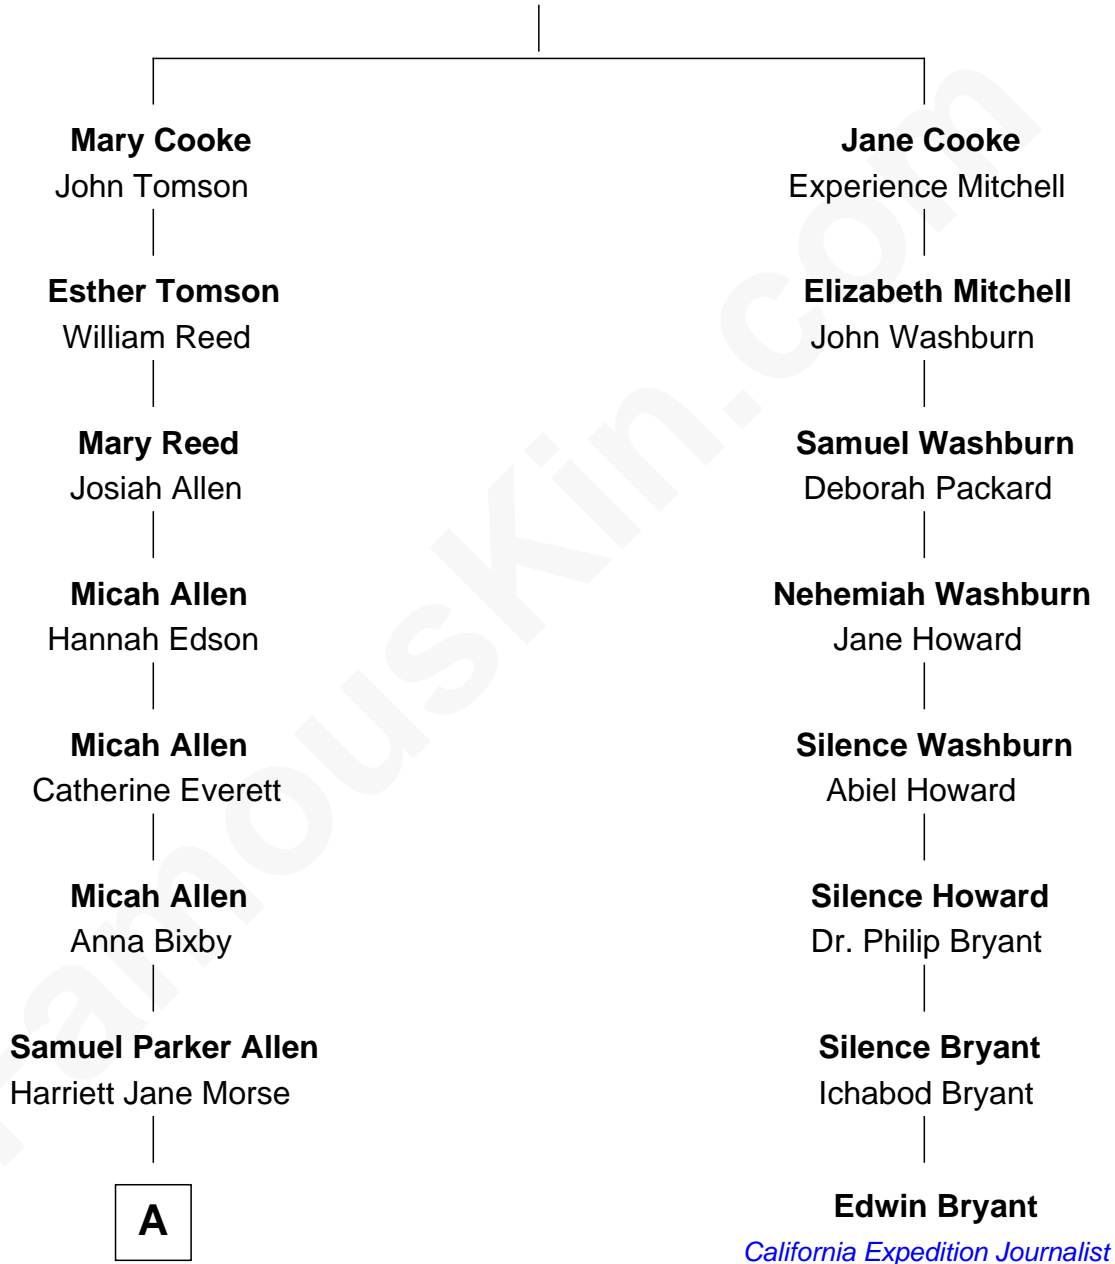 Mary Cooke
John Tomson
Esther Tomson
William Reed
Mary Reed
Josiah Allen
Micah Allen
Hannah Edson
Micah Allen
Catherine Everett
Micah Allen
Anna Bixby
Samuel Parker Allen
Harriett Jane Morse
A
Jane Cooke
Experience Mitchell
Elizabeth Mitchell
John Washburn
Samuel Washburn
Deborah Packard
Nehemiah Washburn
Jane Howard
Silence Washburn
Abiel Howard
Silence Howard
Dr. Philip Bryant
Silence Bryant
Ichabod Bryant
Edwin Bryant
California Expedition Journalist
FamousKin.com